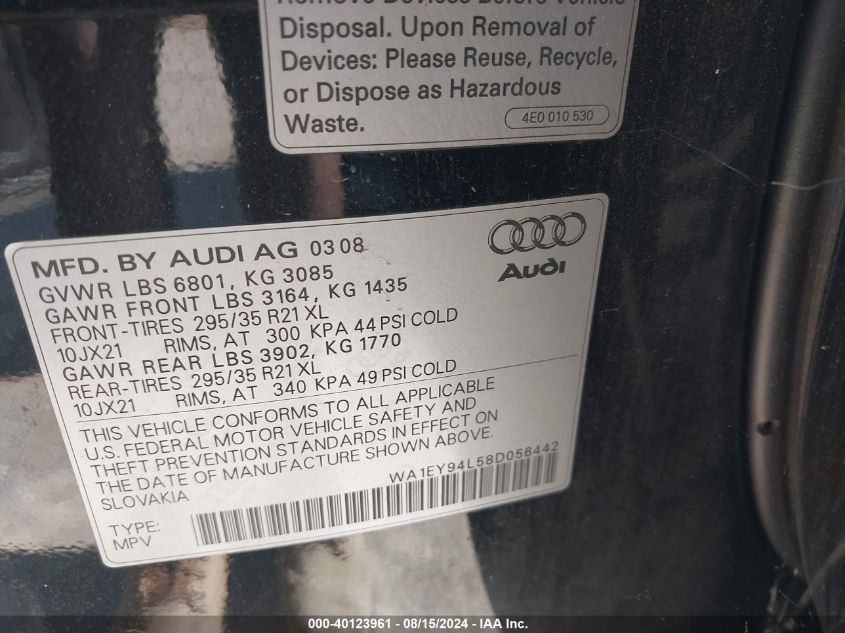 Remove Devices Before Vehicle
Disposal. Upon Removal of
Devices: Please Reuse, Recycle,
or Dispose as Hazardous
Waste.
4E0 010 530
MFD. BY AUDI AG 03 08
Audi
GVWR LBS 6801, KG 3085
GAWR FRONT LBS 3164, KG 1435
FRONT-TIRES 295/35 R21 XL
10JX21 RIMS, AT 300 KPA 44 PSI COLD
GAWR REAR LBS 3902, KG 1770
REAR-TIRES 295/35 R21 XL
10JX21 RIMS, AT 340 KPA 49 PSI COLD
THIS VEHICLE CONFORMS TO ALL APPLICABLE
U.S. FEDERAL MOTOR VEHICLE SAFETY AND
THEFT PREVENTION STANDARDS IN EFFECT ON
THE DATE OF MANUFACTURE SHOWN ABOVE.
SLOVAKIA
WA1EY94L58D056442
TYPE:
MPV
000-40123961 - 08/15/2024 - IAA Inc.